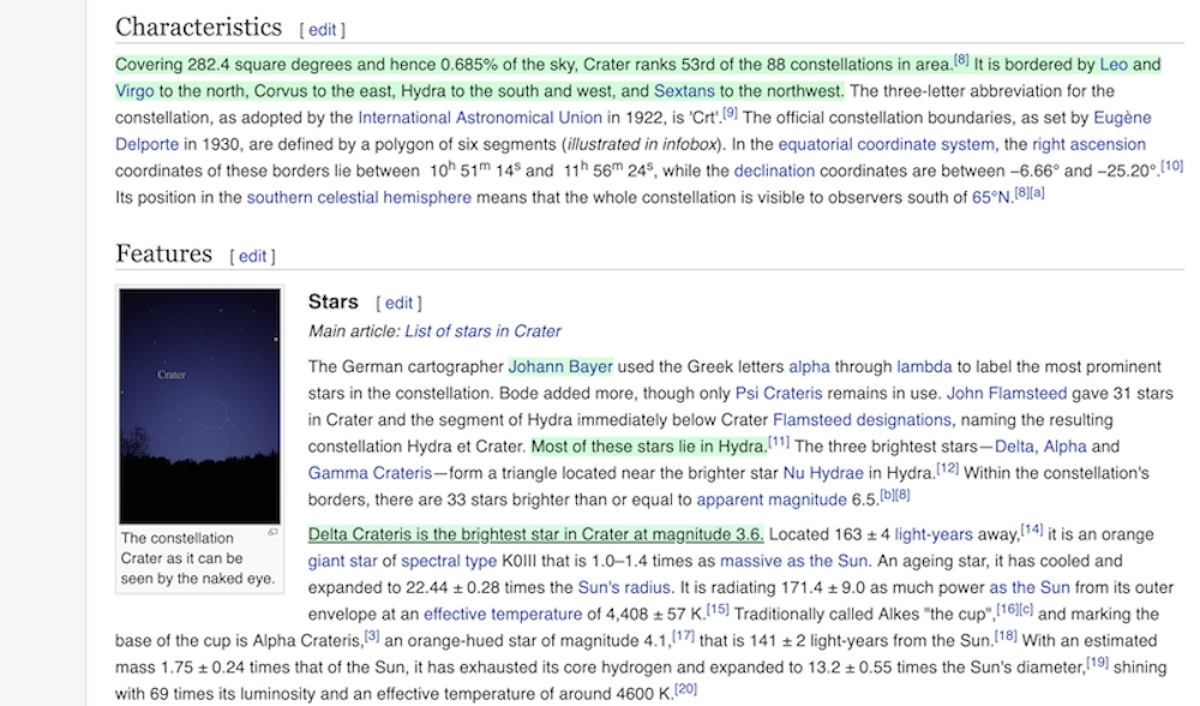 Characteristics [ edit ]
Covering 282.4 square degrees and hence 0.685% of the sky, Crater ranks 53rd of the 88 constellations in area.[8] It is bordered by Leo and
Virgo to the north, Corvus to the east, Hydra to the south and west, and Sextans to the northwest. The three-letter abbreviation for the
constellation, as adopted by the International Astronomical Union in 1922, is 'Crt'.[9] The official constellation boundaries, as set by Eugène
Delporte in 1930, are defined by a polygon of six segments (illustrated in infobox). In the equatorial coordinate system, the right ascension
coordinates of these borders lie between 10h 51m 14s and 11h 56m 24s, while the declination coordinates are between −6.66° and −25.20°.[10]
Its position in the southern celestial hemisphere means that the whole constellation is visible to observers south of 65°N.[8][a]
Features [ edit ]
Crater
The constellation
Crater as it can be
seen by the naked eye.
Stars [ edit ]
Main article: List of stars in Crater
The German cartographer Johann Bayer used the Greek letters alpha through lambda to label the most prominent
stars in the constellation. Bode added more, though only Psi Crateris remains in use. John Flamsteed gave 31 stars
in Crater and the segment of Hydra immediately below Crater Flamsteed designations, naming the resulting
constellation Hydra et Crater. Most of these stars lie in Hydra.[11] The three brightest stars—Delta, Alpha and
Gamma Crateris—form a triangle located near the brighter star Nu Hydrae in Hydra.[12] Within the constellation's
borders, there are 33 stars brighter than or equal to apparent magnitude 6.5.[b][8]
Delta Crateris is the brightest star in Crater at magnitude 3.6. Located 163 ± 4 light-years away,[14] it is an orange
giant star of spectral type K0III that is 1.0–1.4 times as massive as the Sun. An ageing star, it has cooled and
expanded to 22.44 ± 0.28 times the Sun's radius. It is radiating 171.4 ± 9.0 as much power as the Sun from its outer
envelope at an effective temperature of 4,408 ± 57 K.[15] Traditionally called Alkes "the cup",[16][c] and marking the
base of the cup is Alpha Crateris,[3] an orange-hued star of magnitude 4.1,[17] that is 141 ± 2 light-years from the Sun.[18] With an estimated
mass 1.75 ± 0.24 times that of the Sun, it has exhausted its core hydrogen and expanded to 13.2 ± 0.55 times the Sun's diameter,[19] shining
with 69 times its luminosity and an effective temperature of around 4600 K.[20]